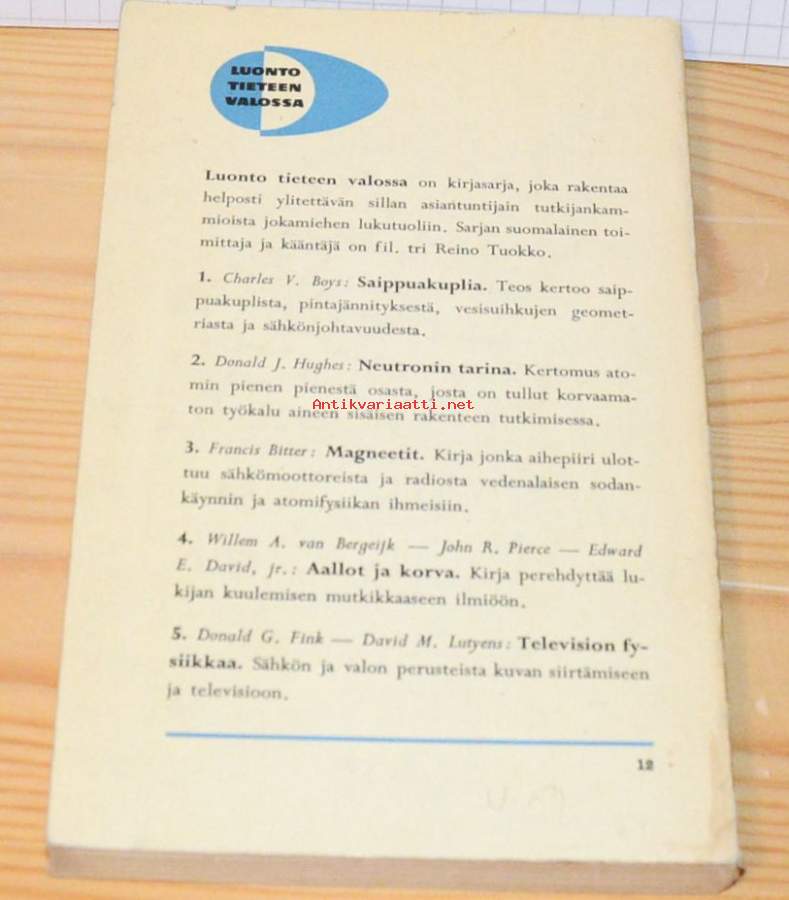 LUONTO
TIETEEN
VALOSSA
Luonto tieteen valossa on kirjasarja, joka rakentaa
helposti ylitettävän sillan asiantuntijain tutkijankam-
mioista jokamiehen lukutuoliin. Sarjan suomalainen toi-
mittaja ja kääntäjä on fil. tri Reino Tuokko.
1. Charles V. Boys: Saippuakuplia. Teos kertoo saip-
puakuplista, pintajännityksestä, vesisuihkujen geomet-
riasta ja sähkönjohtavuudesta.
2. Donald J. Hughes: Neutronin tarina. Kertomus ato-
min pienen pienestä osasta, josta on tullut korvaama-
Antikvariaatti.net
ton työkalu aineen sisäisen rakenteen tutkimisessa.
3. Francis Bitter: Magneetit. Kirja jonka aihepiiri ulot-
tuu sähkömoottoreista ja radiosta vedenalaisen sodan-
käynnin ja atomifysiikan ihmeisiin.
4. Willem A. van Bergeijk — John R. Pierce — Edward
E. David, jr.: Aallot ja korva. Kirja perehdyttää lu-
kijan kuulemisen mutkikkaaseen ilmiöön.
5. Donald G. Fink — David M. Lutyens: Television fy-
siikkaa. Sähkön ja valon perusteista kuvan siirtämiseen
ja televisioon.
12